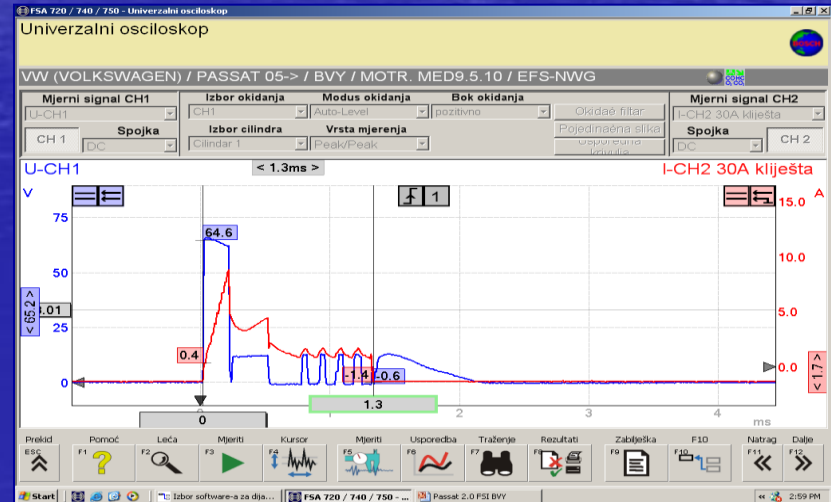 FSA 720 / 740 / 750 - Univerzalni osciloskop
Univerzalni osciloskop
BOSCH
VW (VOLKSWAGEN) / PASSAT 05-> / BVY / MOTR. MED9.5.10 / EFS-NWG
Mjerni signal CH1
U-CH1
CH 1
Spojka
DC
Izbor okidanja
CH1
Izbor cilindra
Cilindar 1
Modus okidanja
Auto-Level
Vrsta mjerenja
Peak/Peak
Bok okidanja
pozitivno
Okidaè filtar
Pojedinaèna slika
Usporedna
krivulja
Mjerni signal CH2
I-CH2 30A kliješta
Spojka
DC
CH 2
U-CH1
< 1.3ms >
I-CH2 30A kliješta
V
1
15.0 A
75
64.6
50
10.0
< 65.2 >
3.01
25
5.0
0.4
-1.4
-0.6
0
0.0
< 1.7 >
1.3
0
2
3
4
ms
Prekid Pomoć Leća Mjeriti Kursor Mjeriti Usporedba Traženje Rezultati Zabilješka F10 Natrag Dalje
ESC F1 F2 F3 F4 F5 F6 F7 F8 F9 F10 F11 F12
Start
Izbor software-a za dija...
FSA 720 / 740 / 750 - ...
Passat 2.0 FSI BVY
2:59 PM